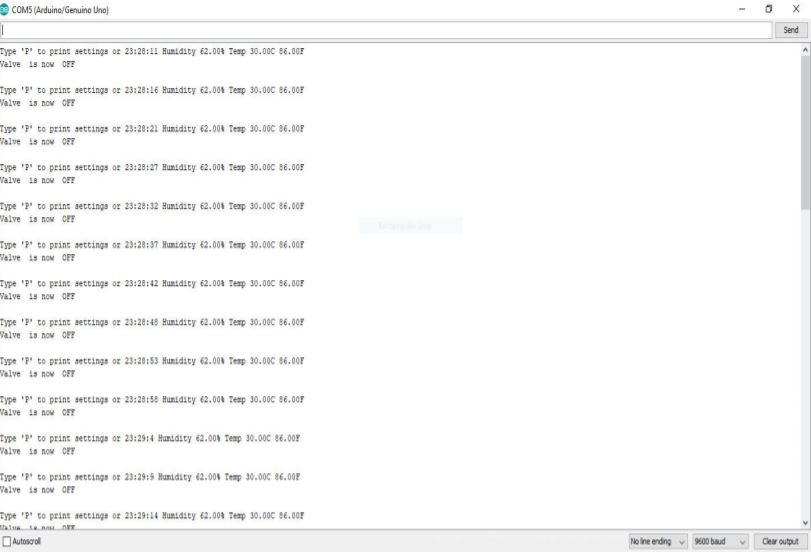 COM5 (Arduino/Genuino Uno)
Send
Type 'P' to print settings or 23:28:11 Humidity 62.00% Temp 30.00C 86.00F
Valve is now OFF
Type 'P' to print settings or 23:28:16 Humidity 62.00% Temp 30.00C 86.00F
Valve is now OFF
Type 'P' to print settings or 23:28:21 Humidity 62.00% Temp 30.00C 86.00F
Valve is now OFF
Type 'P' to print settings or 23:28:27 Humidity 62.00% Temp 30.00C 86.00F
Valve is now OFF
Type 'P' to print settings or 23:28:32 Humidity 62.00% Temp 30.00C 86.00F
Valve is now OFF
Type 'P' to print settings or 23:28:37 Humidity 62.00% Temp 30.00C 86.00F
Valve is now OFF
Type 'P' to print settings or 23:28:42 Humidity 62.00% Temp 30.00C 86.00F
Valve is now OFF
Type 'P' to print settings or 23:28:48 Humidity 62.00% Temp 30.00C 86.00F
Valve is now OFF
Type 'P' to print settings or 23:28:53 Humidity 62.00% Temp 30.00C 86.00F
Valve is now OFF
Type 'P' to print settings or 23:28:58 Humidity 62.00% Temp 30.00C 86.00F
Valve is now OFF
Type 'P' to print settings or 23:29:4 Humidity 62.00% Temp 30.00C 86.00F
Valve is now OFF
Type 'P' to print settings or 23:29:9 Humidity 62.00% Temp 30.00C 86.00F
Valve is now OFF
Type 'P' to print settings or 23:29:14 Humidity 62.00% Temp 30.00C 86.00F
Valve is now OFF
Autoscroll
No line ending
9600 baud
Clear output